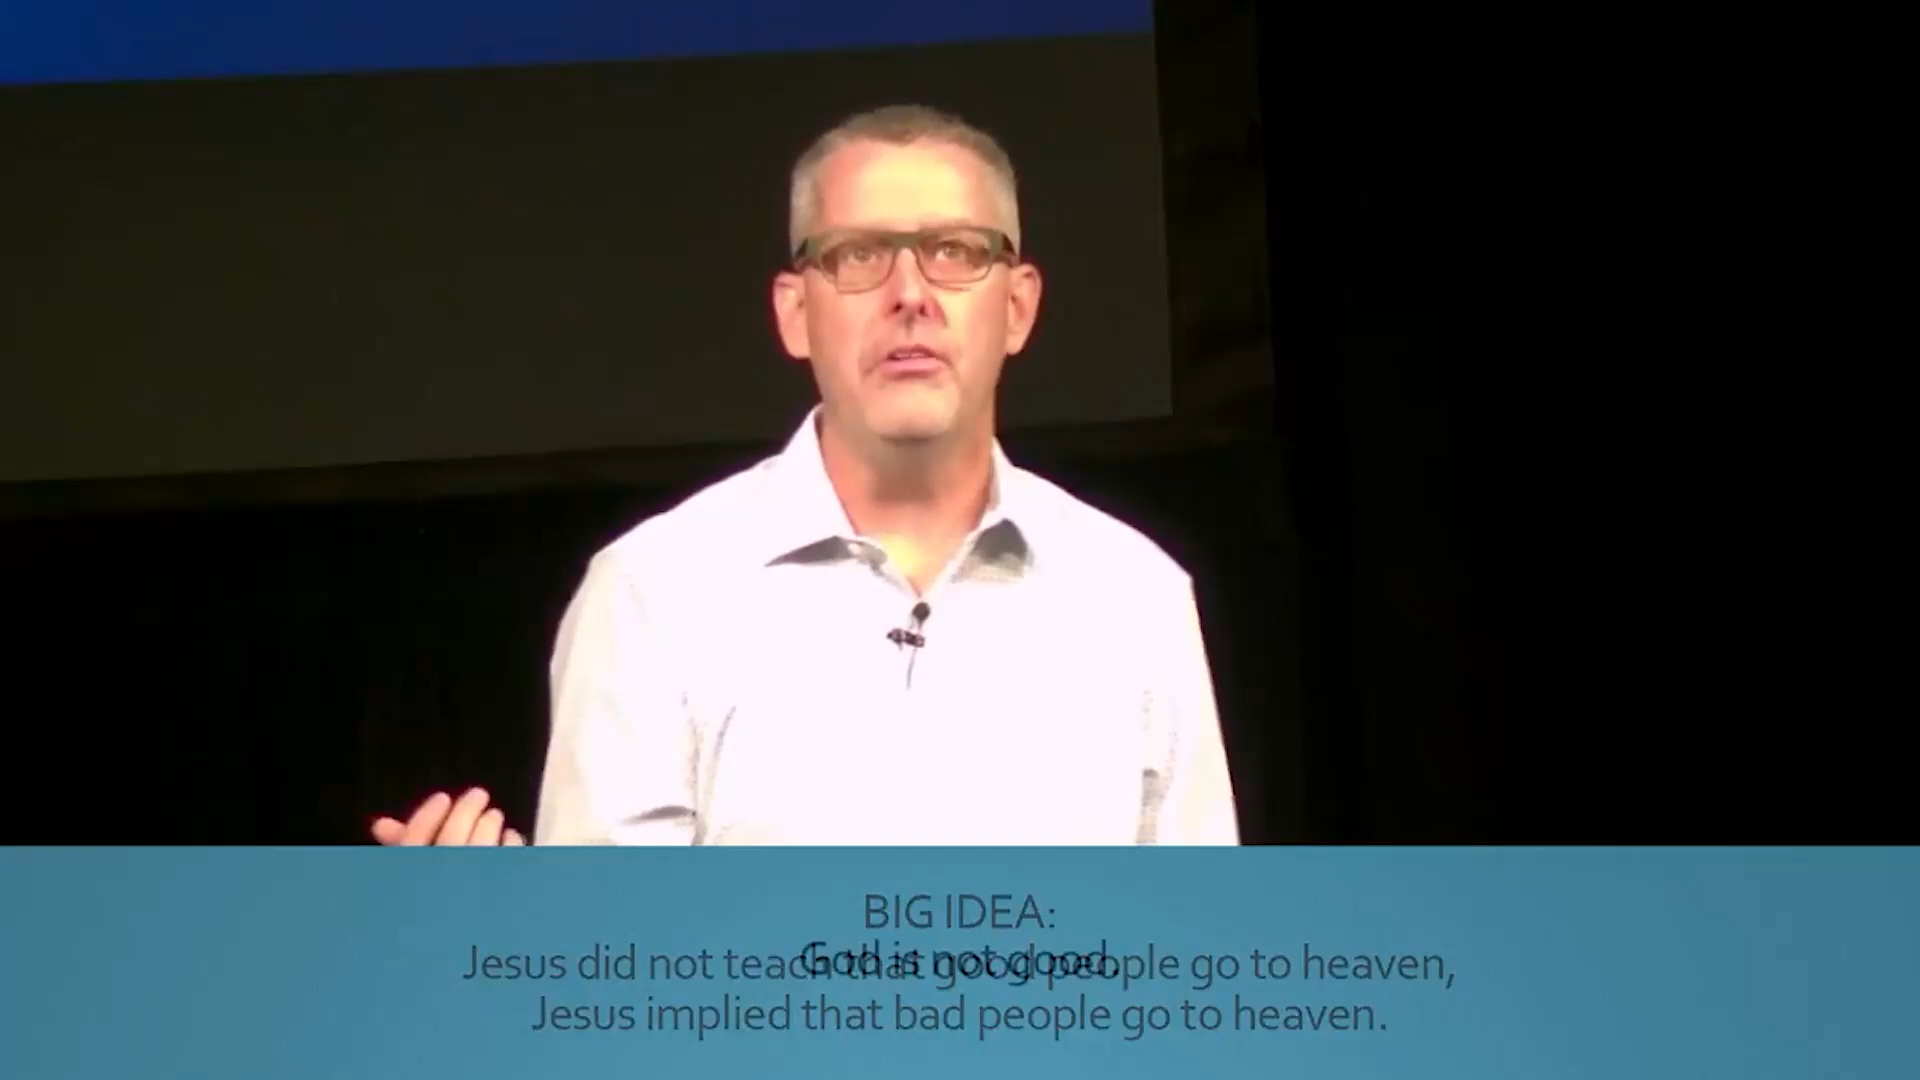 BIG IDEA:
Jesus did not teach that good people go to heaven,
God is not good.
Jesus implied that bad people go to heaven.